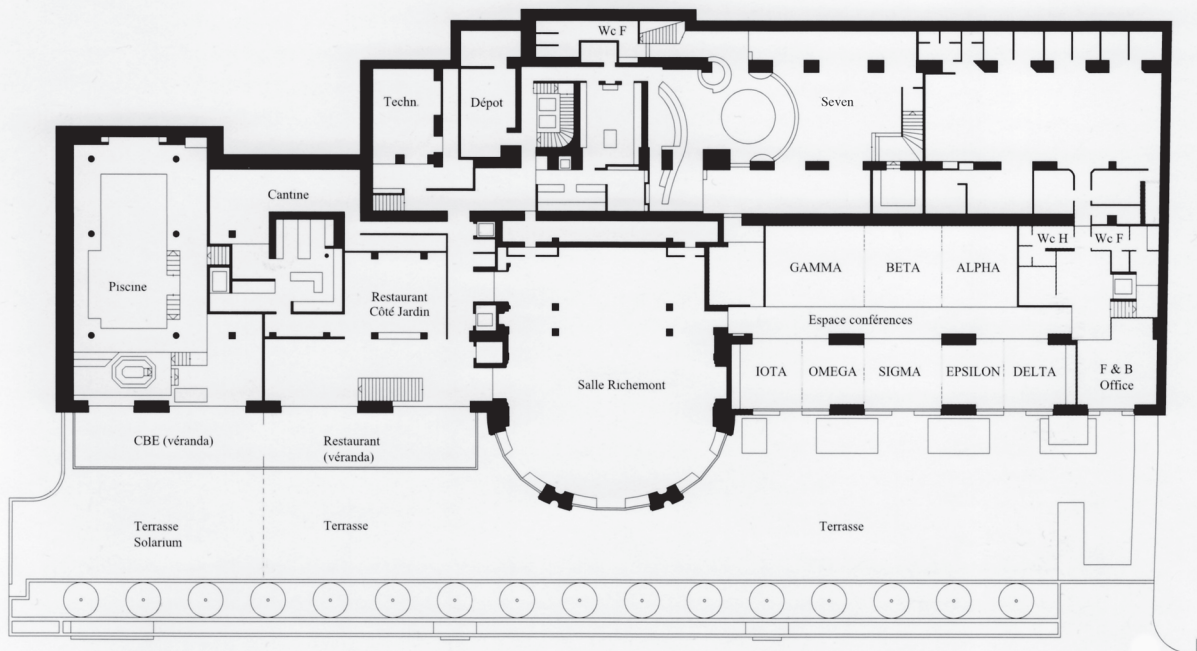 Wc F
Techn.
Dépot
Seven
Cantine
Piscine
Restaurant
Côté Jardin
GAMMA
BETA
ALPHA
Wc H
Wc F
Espace conférences
Salle Richemont
IOTA
OMEGA
SIGMA
EPSILON
DELTA
F & B
Office
CBE (véranda)
Restaurant
(véranda)
Terrasse
Solarium
Terrasse
Terrasse